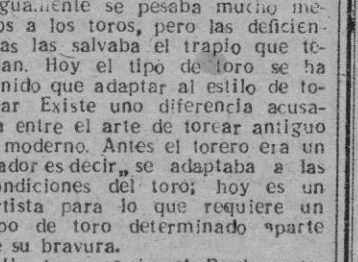 gua...ente se pesaba mucho me-
os a los toros, pero las deficien-
as las salvaba el trapio que te-
an. Hoy el tipo de toro se ha
nido que adaptar al estilo de to-
ar Existe uno diferencia acusa-
a entre el arte de torear antiguo
moderno. Antes el torero era un
ador es decir,, se adaptaba a las
ondiciones del toro; hoy es un
rtista para lo que requiere un
po de toro determinado aparte
e su bravura.